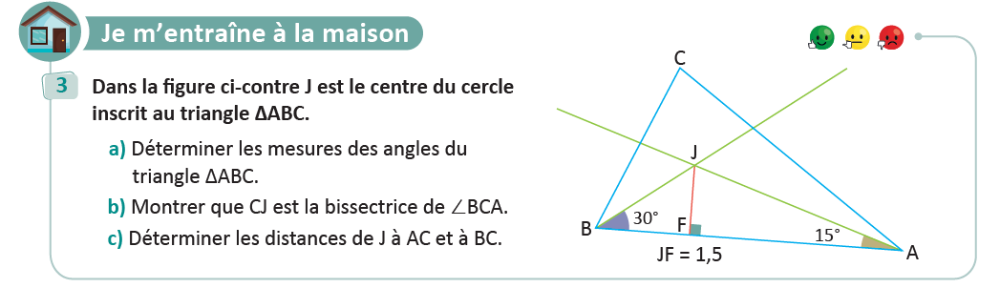 Je m'entraîne à la maison
3 Dans la figure ci-contre J est le centre du cercle
inscrit au triangle ΔABC.
a) Déterminer les mesures des angles du
triangle ΔABC.
b) Montrer que CJ est la bissectrice de ∠BCA.
c) Déterminer les distances de J à AC et à BC.
C
J
B
30°
F
15°
A
JF = 1,5